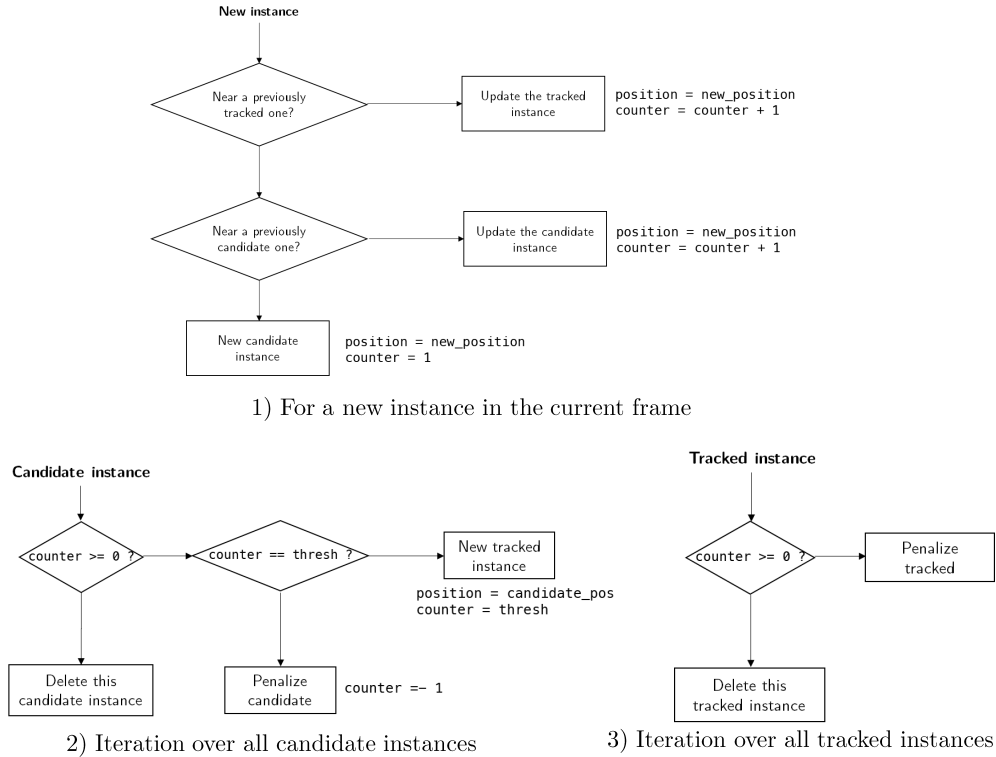 New instance
Near a previously
tracked one?
Update the tracked
instance
position = new_position
counter = counter + 1
Near a previously
candidate one?
Update the candidate
instance
position = new_position
counter = counter + 1
New candidate
instance
position = new_position
counter = 1
1) For a new instance in the current frame
Candidate instance
counter >= 0 ?
counter == thresh ?
New tracked
instance
position = candidate_pos
counter = thresh
Delete this
candidate instance
Penalize
candidate
counter =- 1
2) Iteration over all candidate instances
Tracked instance
counter >= 0 ?
Penalize
tracked
Delete this
tracked instance
3) Iteration over all tracked instances